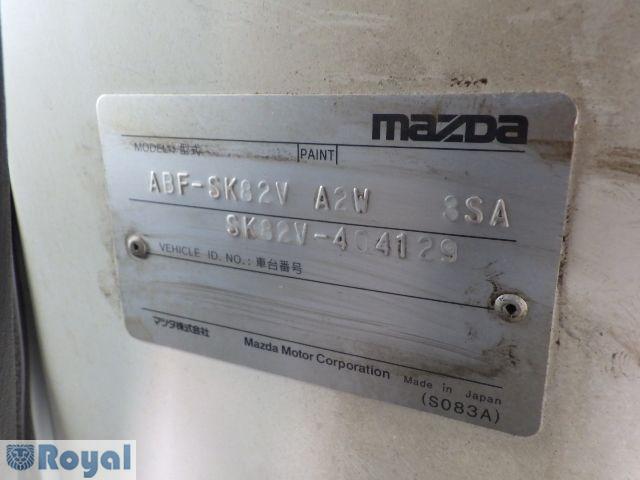 mazda
MODEL: 型式 PAINT
ABF-SK82V A2W 3SA
SK82V-404129
VEHICLE ID. NO.: 車台番号
マツダ株式会社 Mazda Motor Corporation Made in Japan
(S083A)
Royal